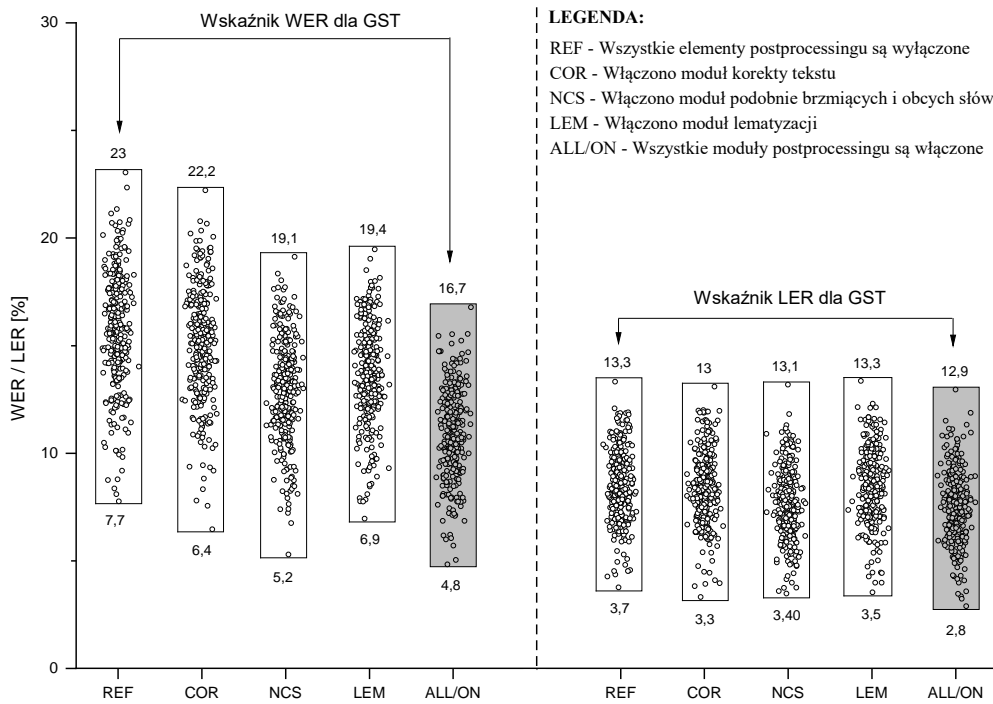 Wskaźnik WER dla GST
LEGENDA:
REF - Wszystkie elementy postprocessingu są wyłączone
COR - Włączono moduł korekty tekstu
NCS - Włączono moduł podobnie brzmiących i obcych słów
LEM - Włączono moduł lematyzacji
ALL/ON - Wszystkie moduły postprocessingu są włączone
WER / LER [%]
30
20
10
0
23
22,2
19,1
19,4
16,7
7,7
6,4
5,2
6,9
4,8
Wskaźnik LER dla GST
13,3
13
13,1
13,3
12,9
3,7
3,3
3,40
3,5
2,8
REF COR NCS LEM ALL/ON REF COR NCS LEM ALL/ON